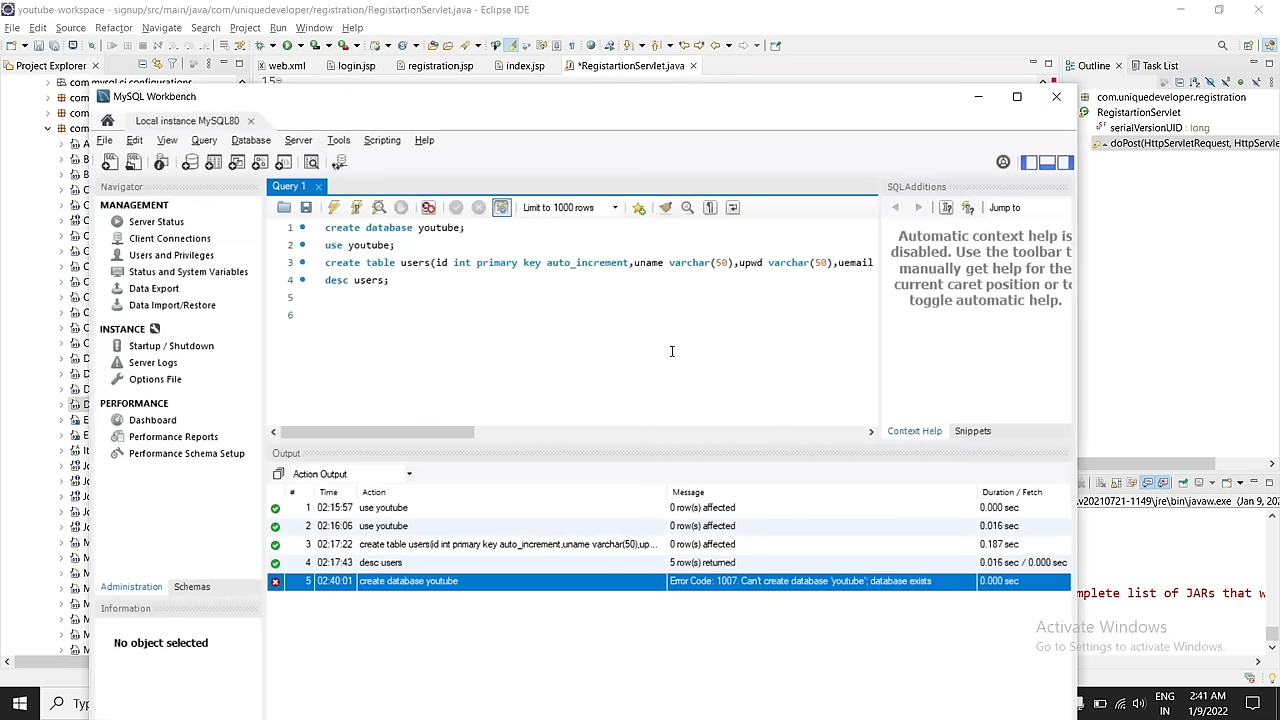 youtube-workspace - signup/src/main/java/com/uniquedeveloper/registration/RegistartionServlet.java - Eclipse IDE
File Edit Source Refactor Navigate Search Project Run Window Help
Project Explorer web.xml login.jsp registration.jsp index.jsp *RegistartionServlet.java Outline Task List
15
com.uniquedeveloper.registration
RegistrationServlet
serialVersionUID : long
doPost(HttpServletRequest, HttpServle
MySQL Workbench
Local instance MySQL80
File Edit View Query Database Server Tools Scripting Help
Navigator
MANAGEMENT
Server Status
Client Connections
Users and Privileges
Status and System Variables
Data Export
Data Import/Restore
INSTANCE
Startup / Shutdown
Server Logs
Options File
PERFORMANCE
Dashboard
Performance Reports
Performance Schema Setup
Administration Schemas
Information
No object selected
Query 1
Limit to 1000 rows
1 create database youtube;
2 use youtube;
3 create table users(id int primary key auto_increment,uname varchar(50),upwd varchar(50),uemail
4 desc users;
5
6
SQLAdditions
Jump to
Automatic context help is
disabled. Use the toolbar t
manually get help for the
current caret position or to
toggle automatic help.
Context Help Snippets
Output
Action Output
# Time Action Message Duration / Fetch
1 02:15:57 use youtube 0 row(s) affected 0.000 sec
2 02:16:06 use youtube 0 row(s) affected 0.016 sec
3 02:17:22 create table users(id int primary key auto_increment,uname varchar(50),up... 0 row(s) affected 0.187 sec
4 02:17:43 desc users 5 row(s) returned 0.016 sec / 0.000 sec
5 02:40:01 create database youtube Error Code: 1007. Can't create database 'youtube'; database exists 0.000 sec
.v20210721-1149\jre\bin\javaw.exe (Jan 9, 202
mplete list of JARs that w
Activate Windows
Go to Settings to activate Windows.
Typ
ENG
IN
2:41 AM
1/9/2022